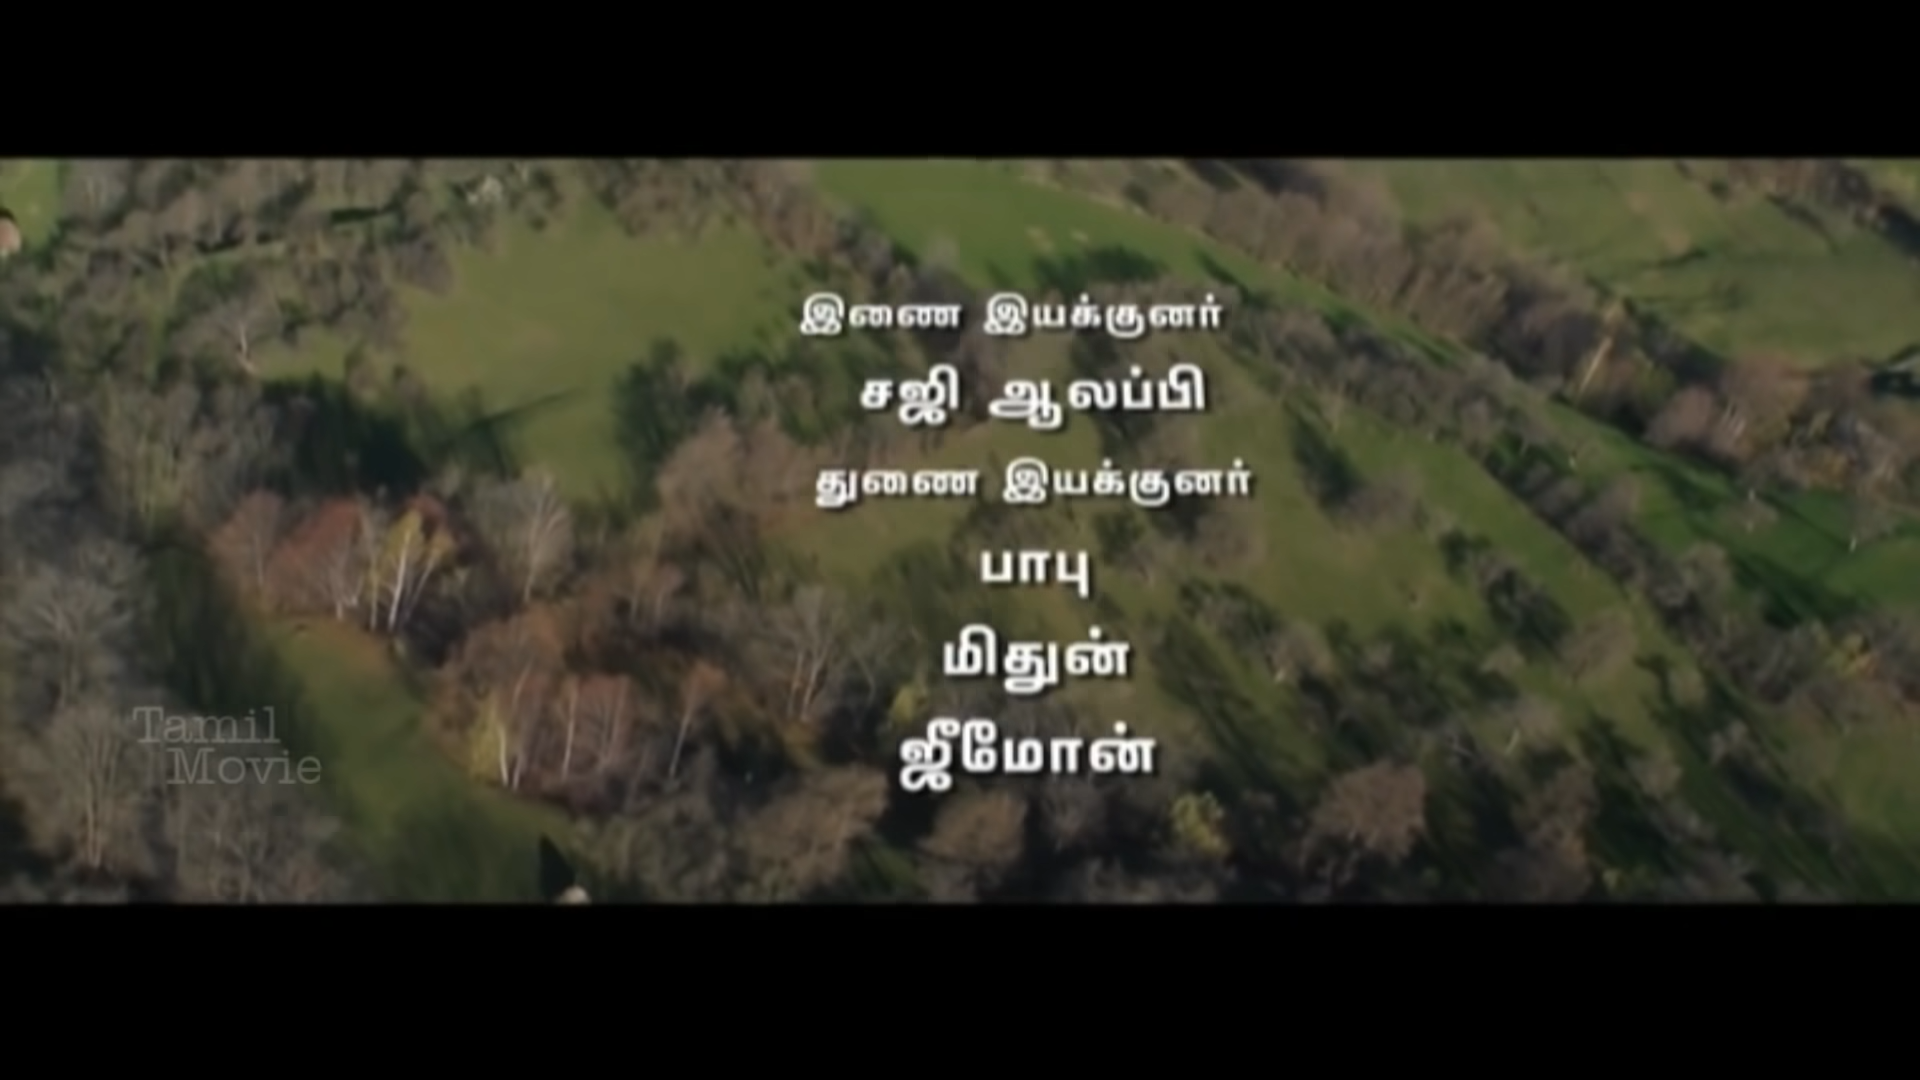 இணை இயக்குனர்
சஜி ஆலப்பி
துணை இயக்குனர்
பாபு
மிதுன்
ஜீமோன்
Tamil
Movie